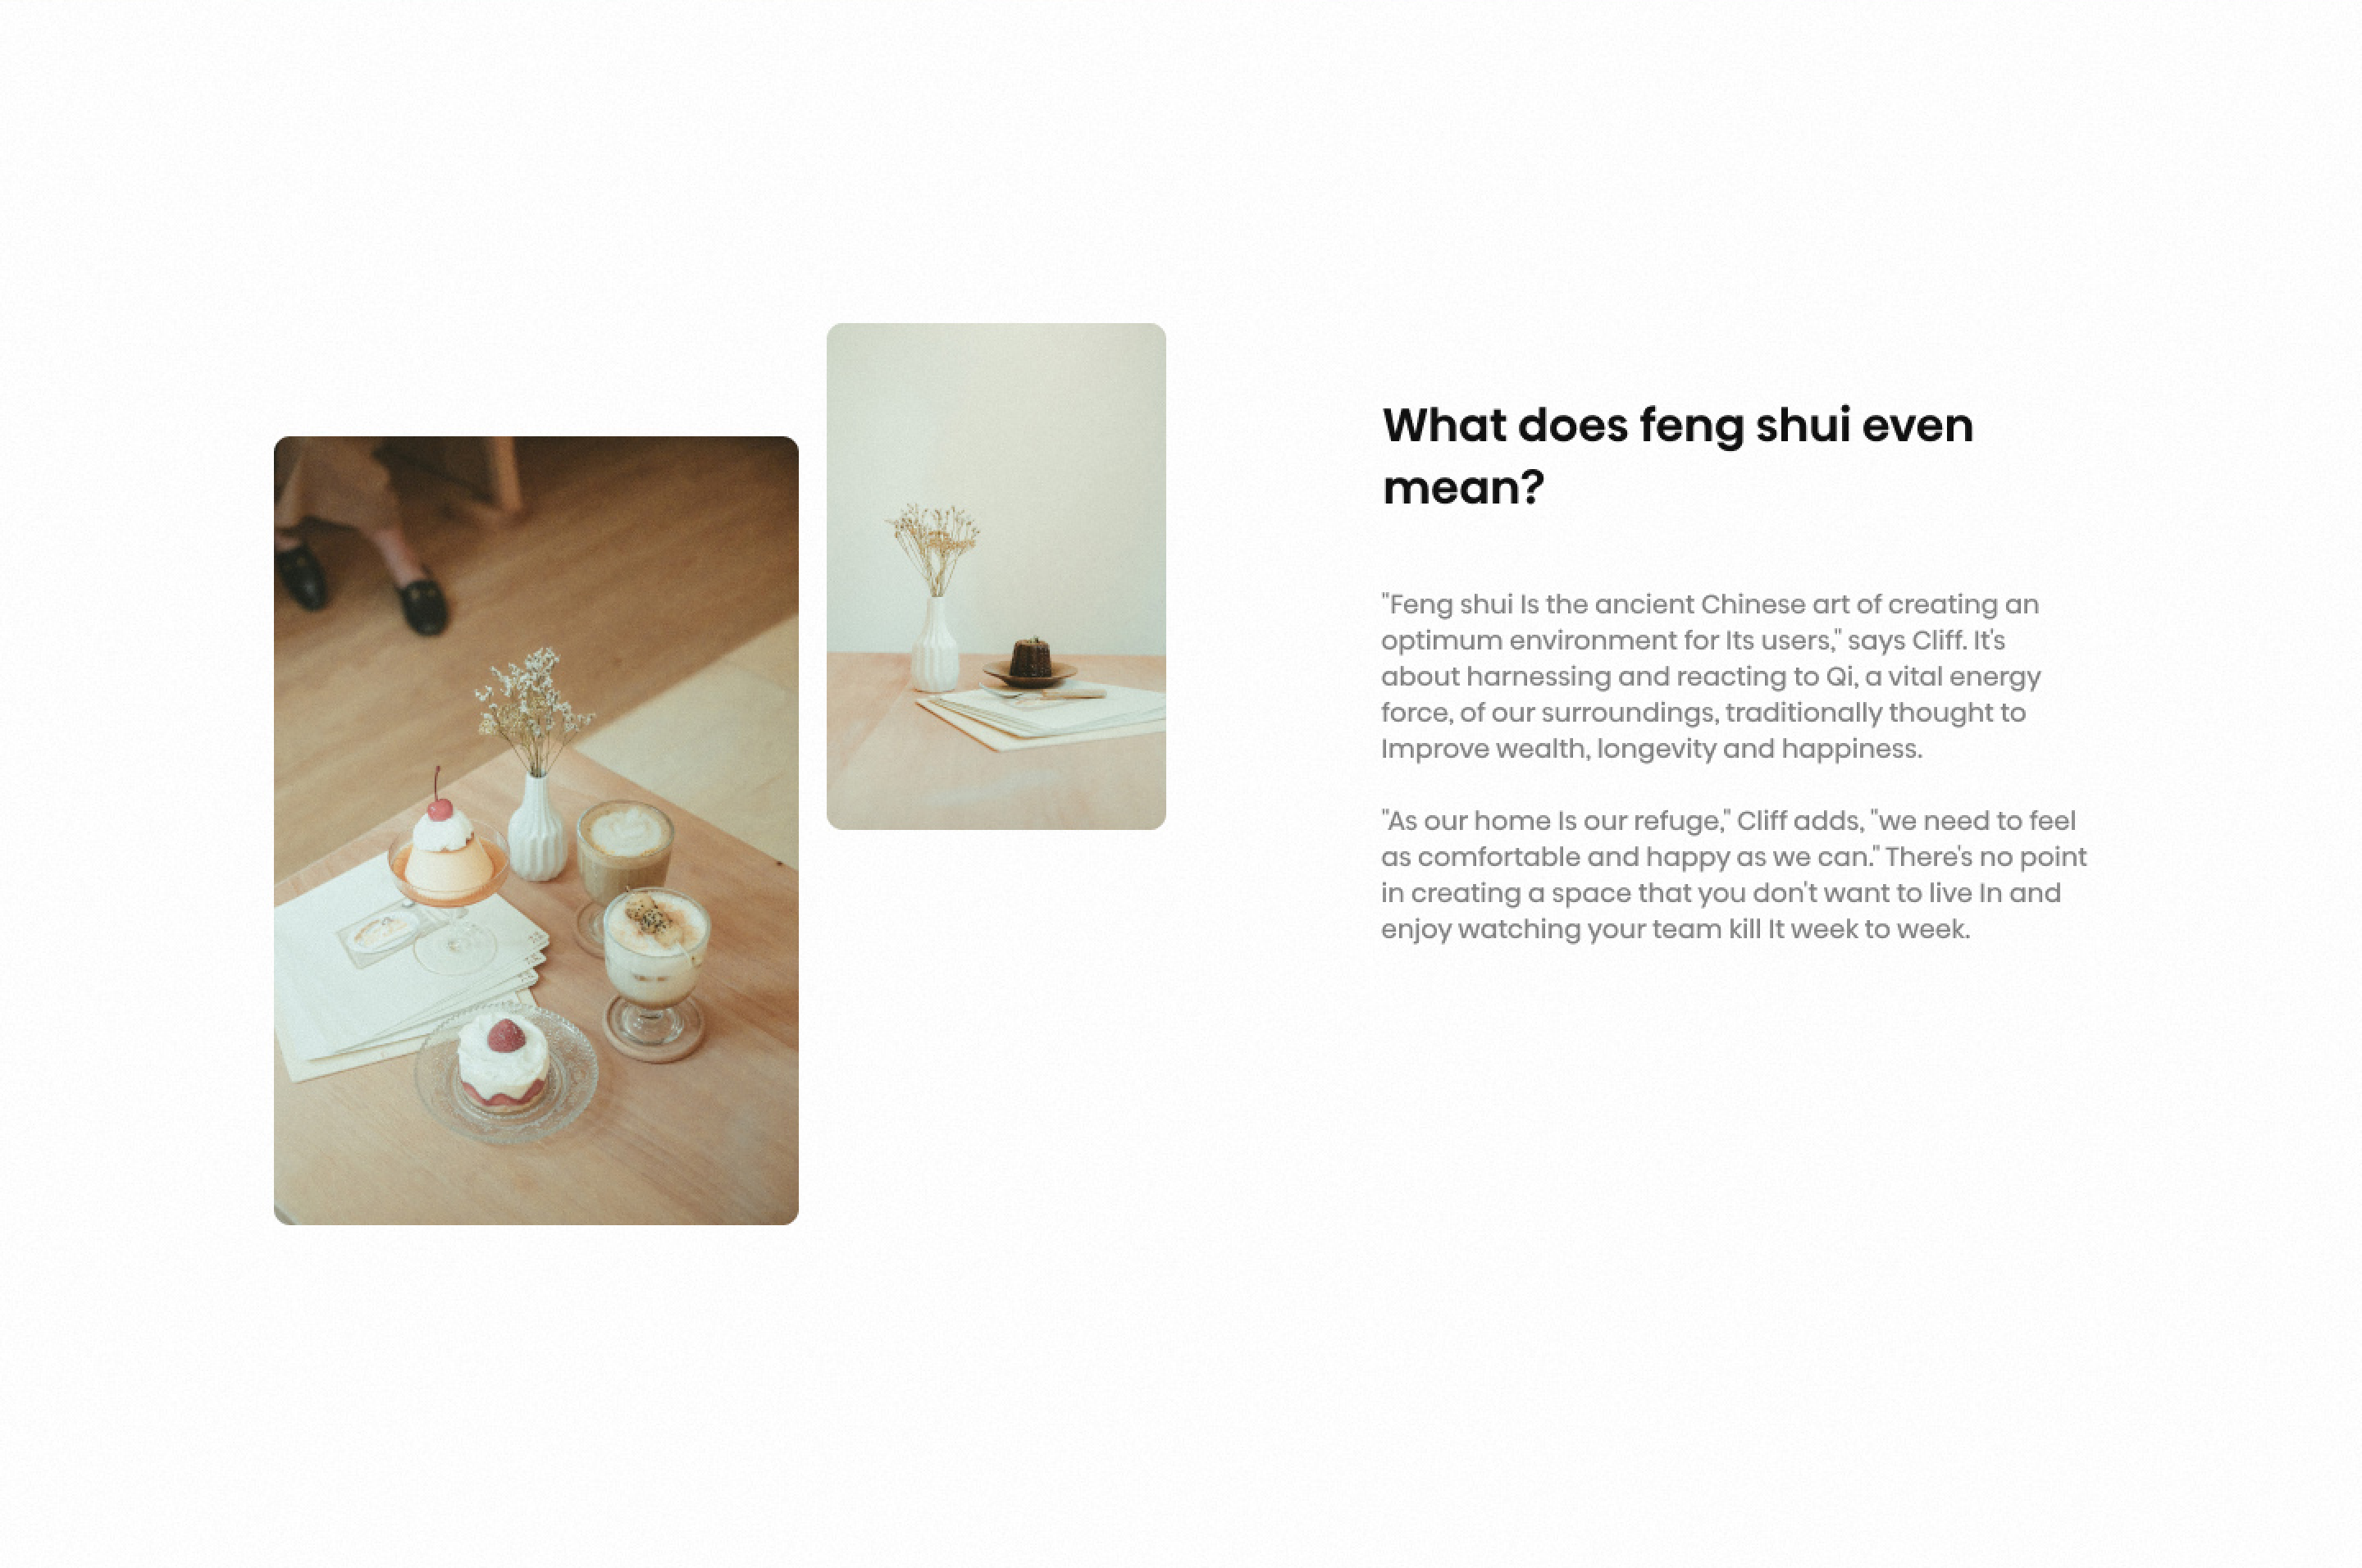 What does feng shui even
mean?
"Feng shui Is the ancient Chinese art of creating an
optimum environment for Its users," says Cliff. It's
about harnessing and reacting to Qi, a vital energy
force, of our surroundings, traditionally thought to
Improve wealth, longevity and happiness.
"As our home Is our refuge," Cliff adds, "we need to feel
as comfortable and happy as we can." There's no point
in creating a space that you don't want to live In and
enjoy watching your team kill It week to week.